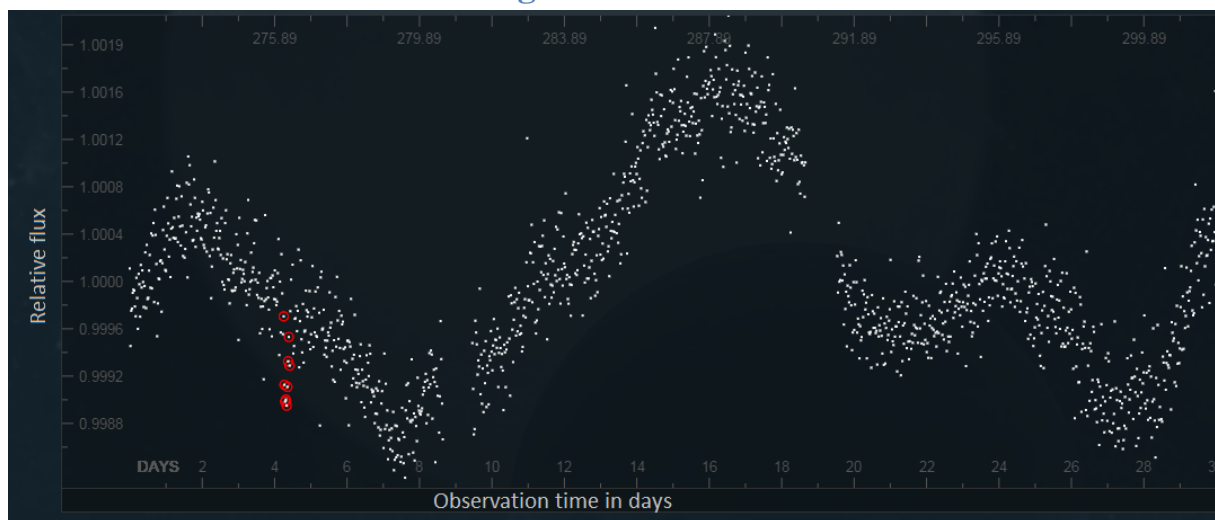 275.89 279.89 283.89 287.89 291.89 295.89 299.89
1.0019
1.0016
1.0012
1.0008
1.0004
1.0000
0.9996
0.9992
0.9988
Relative flux
DAYS 2 4 6 8 10 12 14 16 18 20 22 24 26 28
Observation time in days